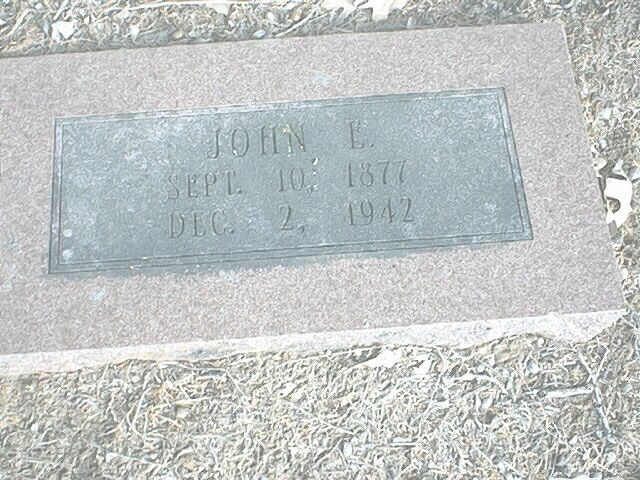 JOHN E.
SEPT. 10, 1877
DEC. 2, 1942